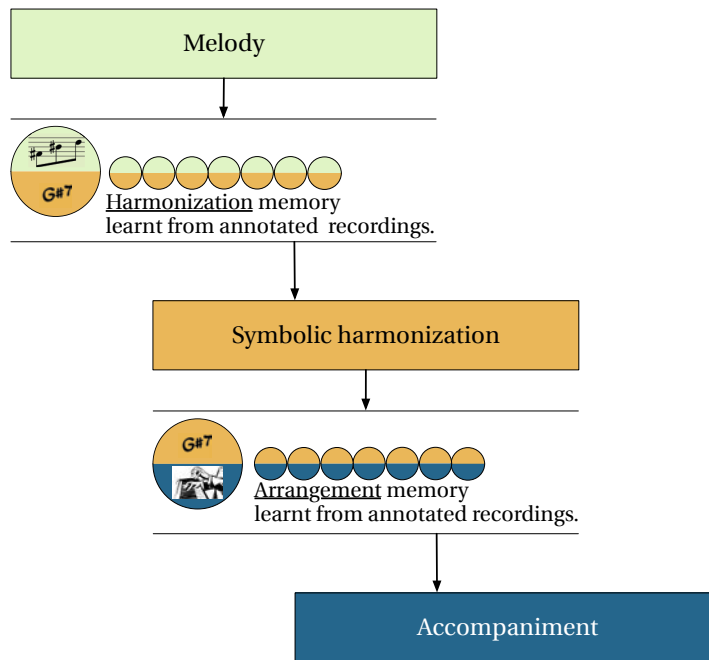 Melody
G#7
Harmonization memory
learnt from annotated recordings.
Symbolic harmonization
G#7
Arrangement memory
learnt from annotated recordings.
Accompaniment